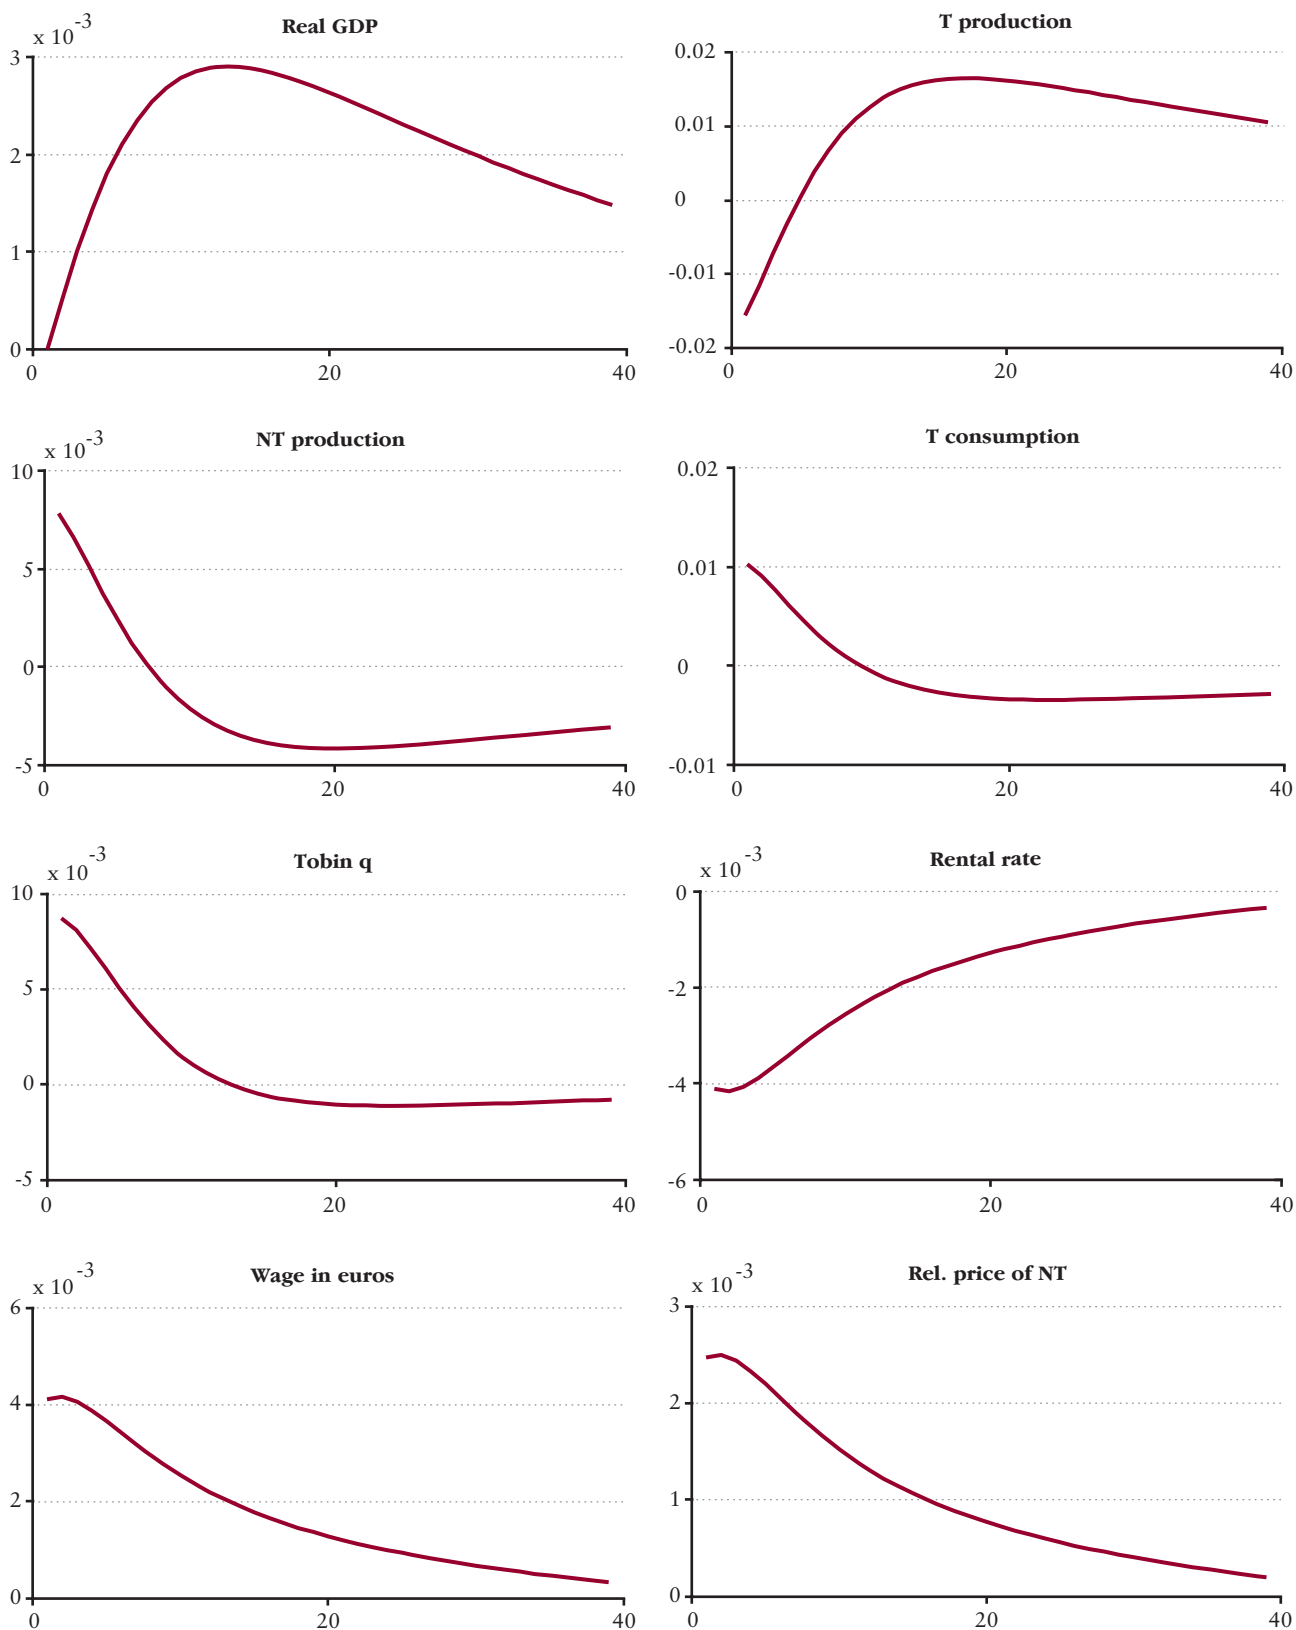 Real GDP
x 10-3
3
2
1
0
0 20 40
T production
0.02
0.01
0
-0.01
-0.02
0 20 40
NT production
x 10-3
10
5
0
-5
0 20 40
T consumption
0.02
0.01
0
-0.01
0 20 40
Tobin q
x 10-3
10
5
0
-5
0 20 40
Rental rate
x 10-3
0
-2
-4
-6
0 20 40
Wage in euros
x 10-3
6
4
2
0
0 20 40
Rel. price of NT
x 10-3
3
2
1
0
0 20 40